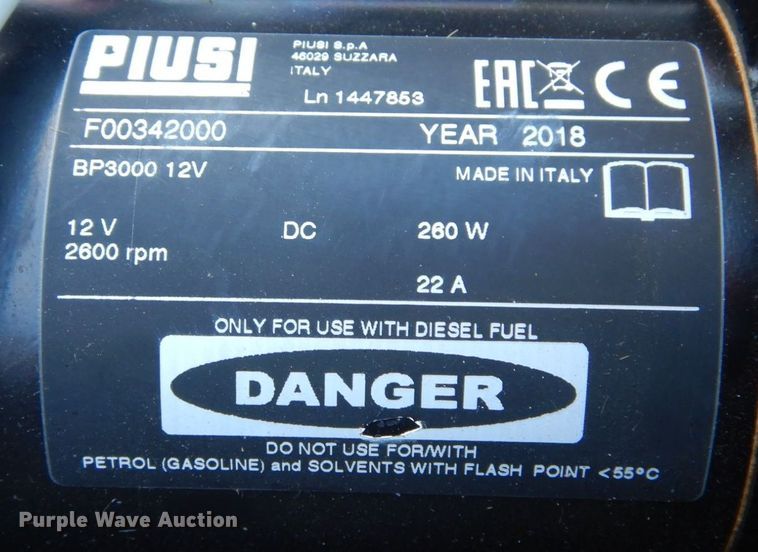 PIUSI
PIUSI S.p.A
46029 SUZZARA
ITALY
Ln 1447853
EAC CE
F00342000 YEAR 2018
BP3000 12V MADE IN ITALY
12 V DC 260 W
2600 rpm
22 A
ONLY FOR USE WITH DIESEL FUEL
DANGER
DO NOT USE FOR/WITH
PETROL (GASOLINE) and SOLVENTS WITH FLASH POINT <55°C
Purple Wave Auction